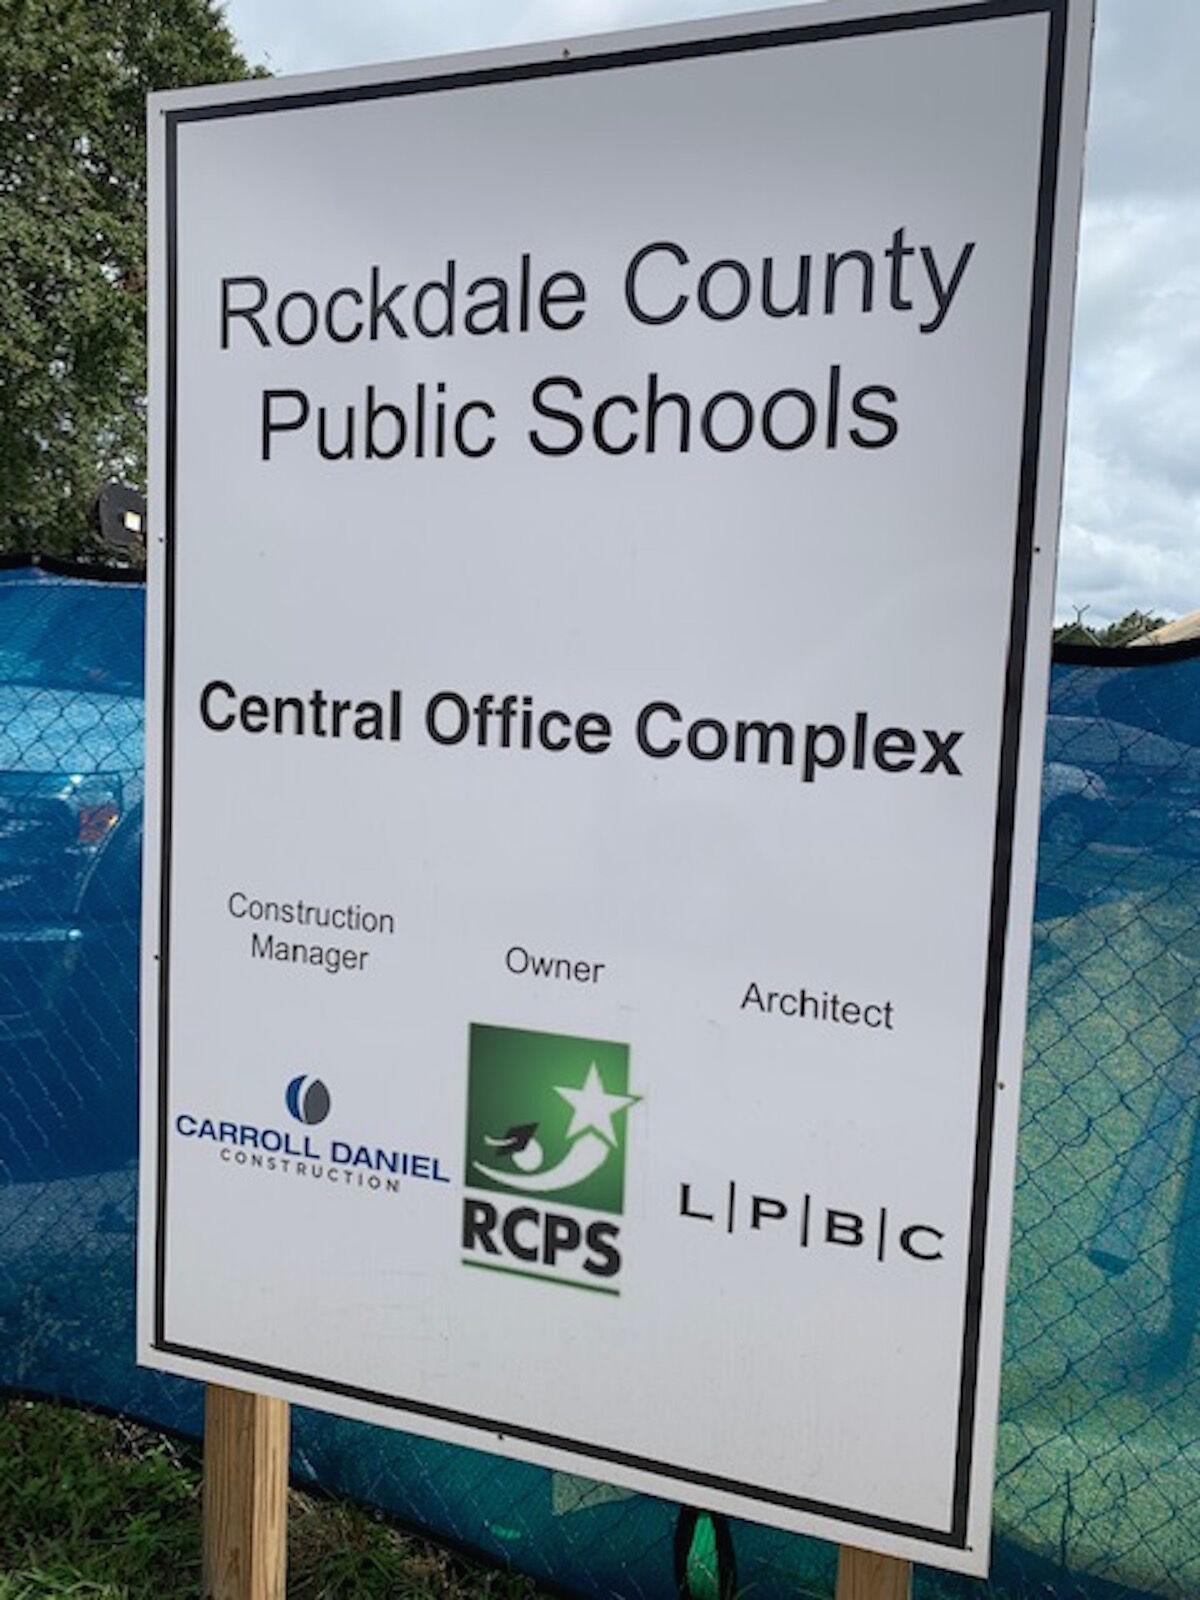 Rockdale County
Public Schools
Central Office Complex
Construction
Manager
CARROLL DANIEL
CONSTRUCTION
Owner
RCPS
Architect
L|P|B|C